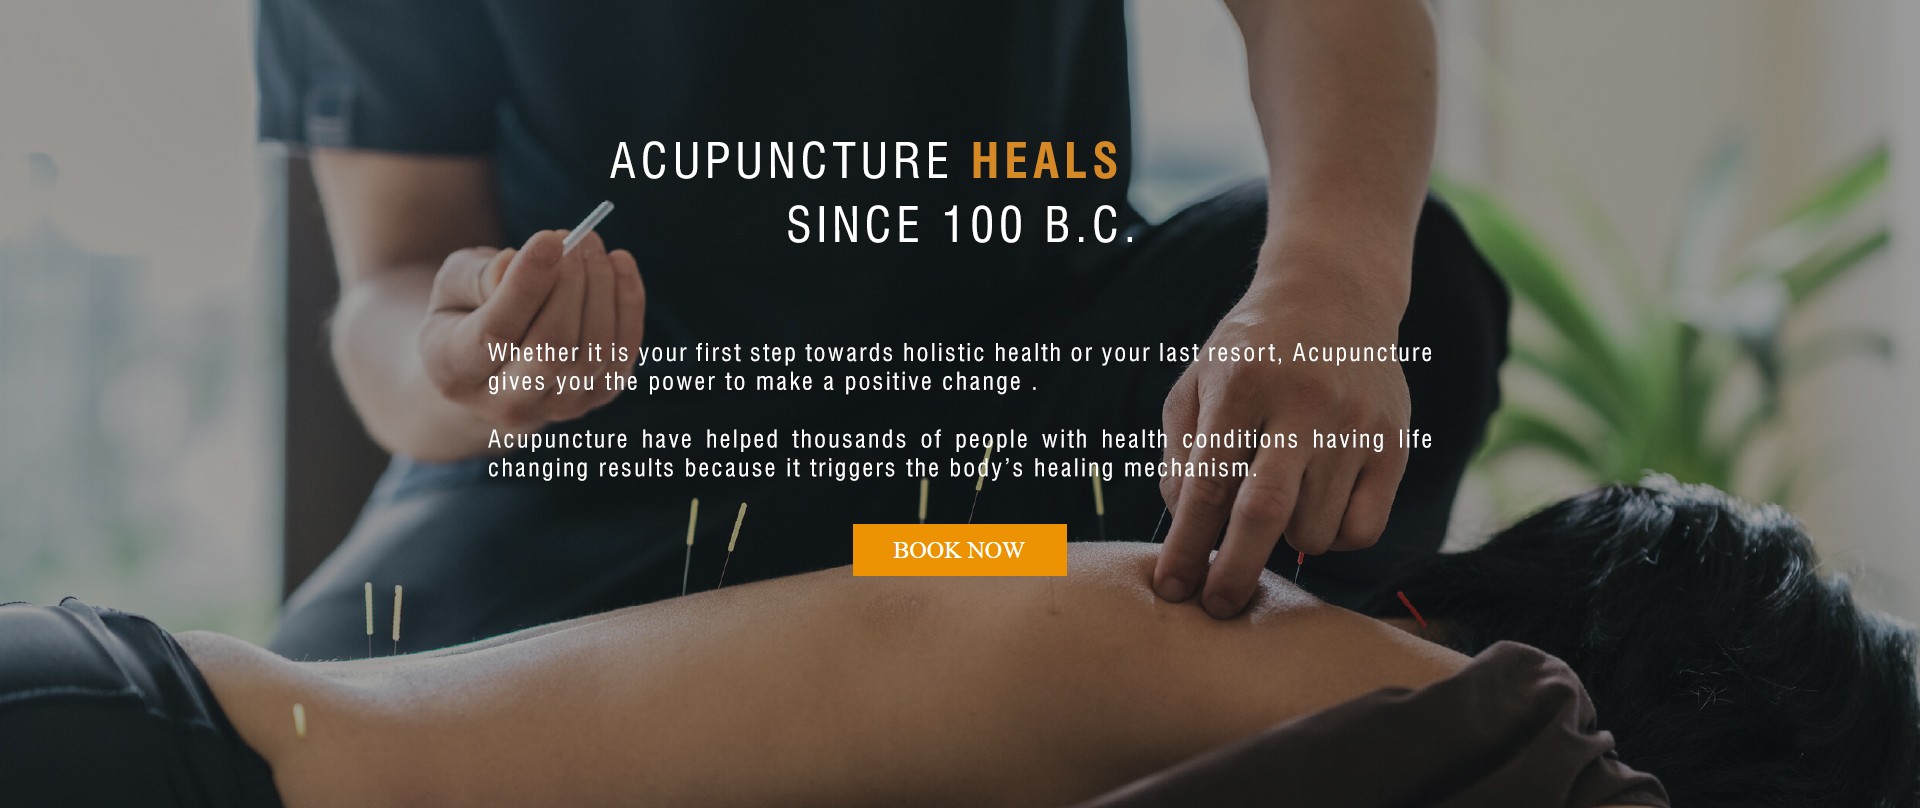 ACUPUNCTURE HEALS
SINCE 100 B.C.
Whether it is your first step towards holistic health or your last resort, Acupuncture
gives you the power to make a positive change .
Acupuncture have helped thousands of people with health conditions having life
changing results because it triggers the body’s healing mechanism.
BOOK NOW